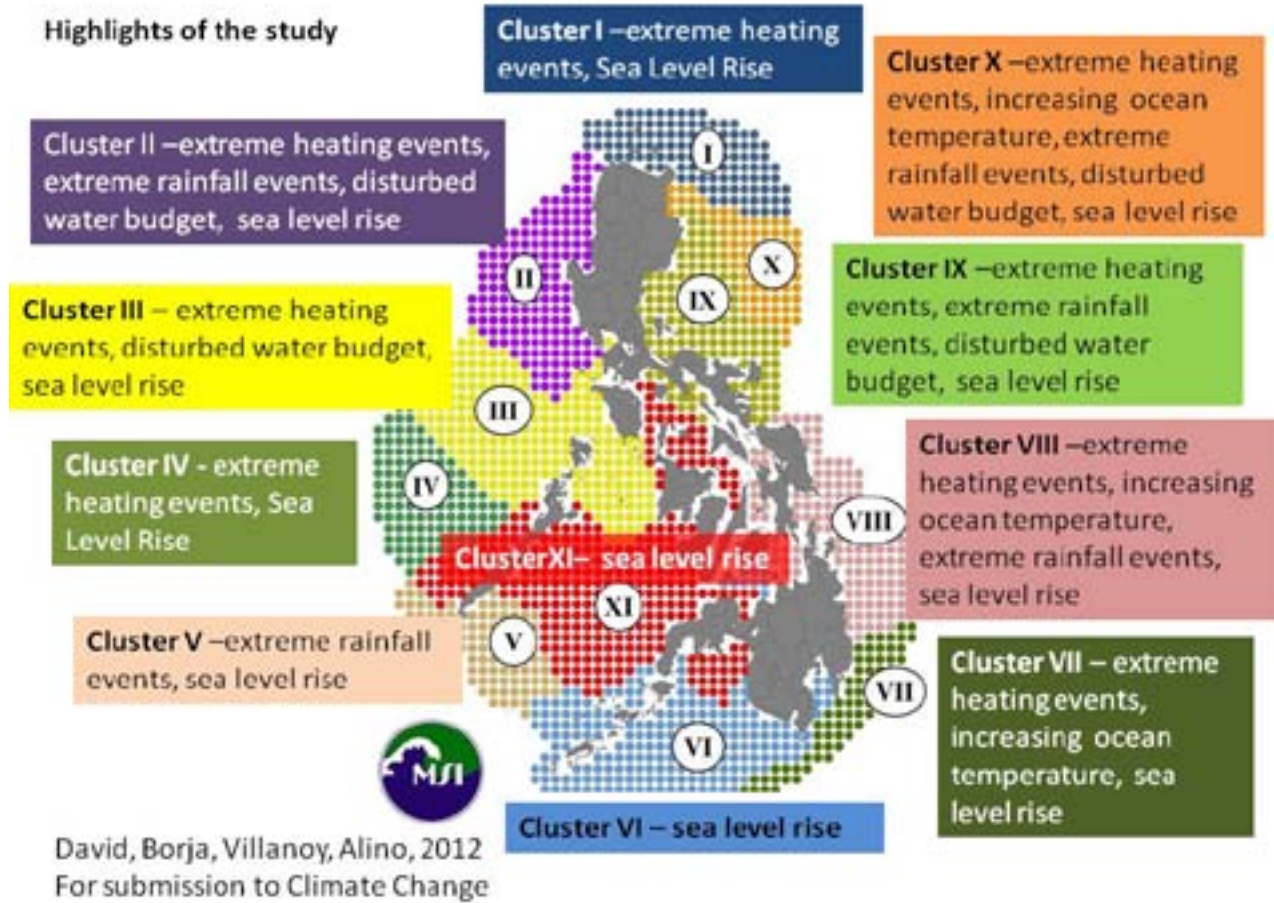 Highlights of the study
Cluster I –extreme heating
events, Sea Level Rise
Cluster X –extreme heating
events, increasing ocean
temperature, extreme
rainfall events, disturbed
water budget, sea level rise
Cluster II –extreme heating events,
extreme rainfall events, disturbed
water budget, sea level rise
Cluster IX –extreme heating
events, extreme rainfall
events, disturbed water
budget, sea level rise
Cluster III – extreme heating
events, disturbed water budget,
sea level rise
Cluster VIII –extreme
heating events, increasing
ocean temperature,
extreme rainfall events,
sea level rise
Cluster IV - extreme
heating events, Sea
Level Rise
ClusterXI– sea level rise
Cluster V –extreme rainfall
events, sea level rise
Cluster VII – extreme
heating events,
increasing ocean
temperature, sea
level rise
Cluster VI – sea level rise
I
II
X
IX
III
IV
VIII
XI
V
VII
VI
MSI
David, Borja, Villanoy, Alino, 2012
For submission to Climate Change